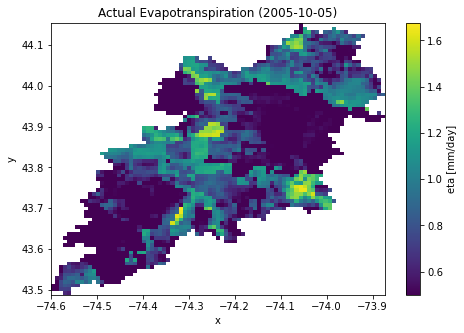 Actual Evapotranspiration (2005-10-05)
44.1
44.0
43.9
43.8
43.7
43.6
43.5
y
−74.6 −74.5 −74.4 −74.3 −74.2 −74.1 −74.0 −73.9
x
1.6
1.4
1.2
1.0
0.8
0.6
eta [mm/day]